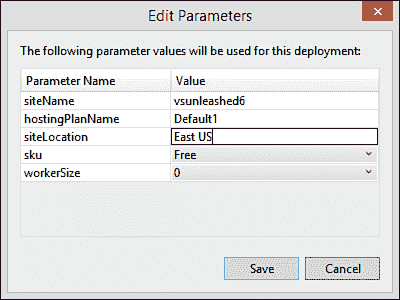 Edit Parameters
The following parameter values will be used for this deployment:
Parameter Name Value
siteName vsunleashed6
hostingPlanName Default1
siteLocation East US
sku Free
workerSize 0
Save Cancel